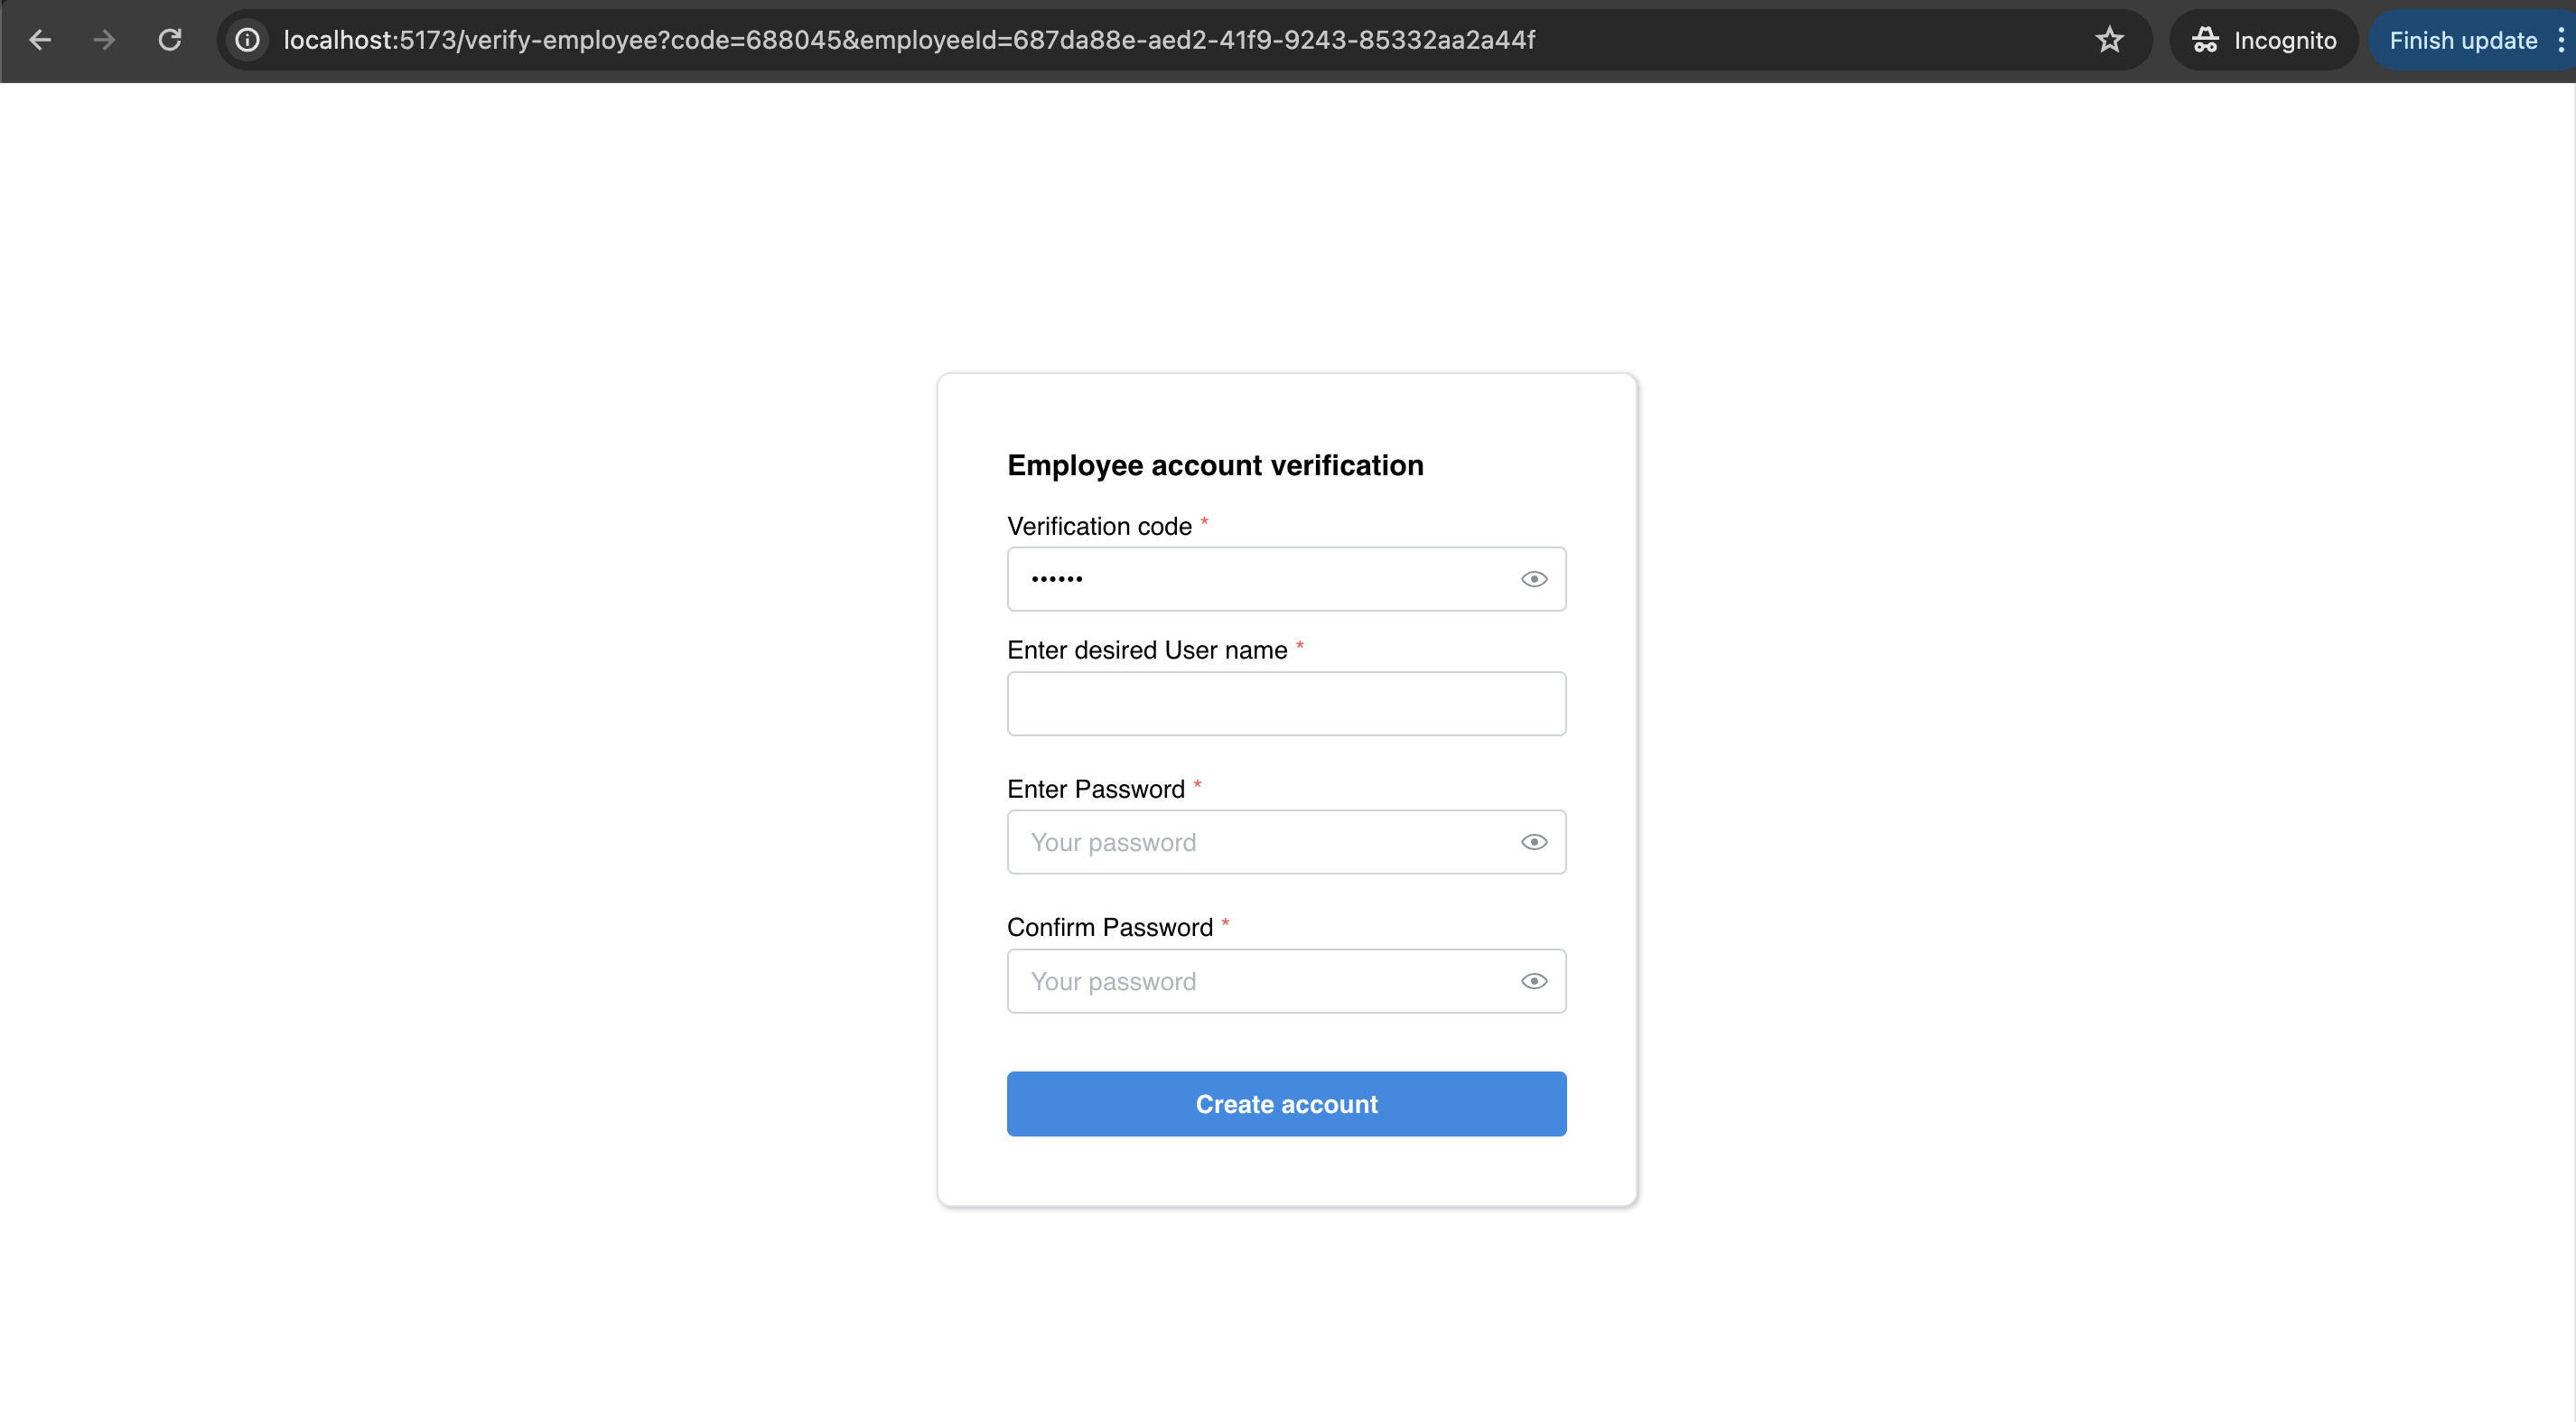 localhost:5173/verify-employee?code=688045&employeeId=687da88e-aed2-41f9-9243-85332aa2a44f
Incognito
Finish update
Employee account verification
Verification code *
••••••
Enter desired User name *
Enter Password *
Your password
Confirm Password *
Your password
Create account